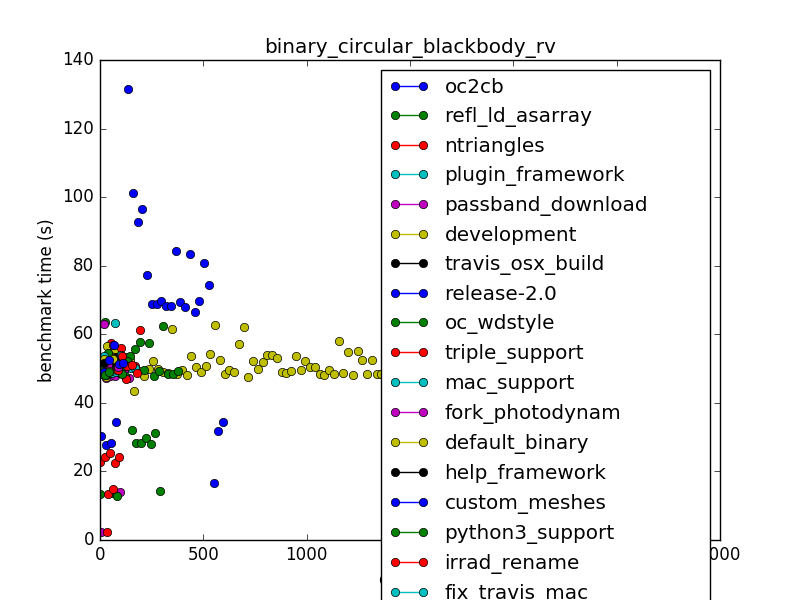 binary_circular_blackbody_rv
140
120
100
80
60
40
20
0
benchmark time (s)
0
500
1000
000
oc2cb
refl_ld_asarray
ntriangles
plugin_framework
passband_download
development
travis_osx_build
release-2.0
oc_wdstyle
triple_support
mac_support
fork_photodynam
default_binary
help_framework
custom_meshes
python3_support
irrad_rename
fix_travis_mac